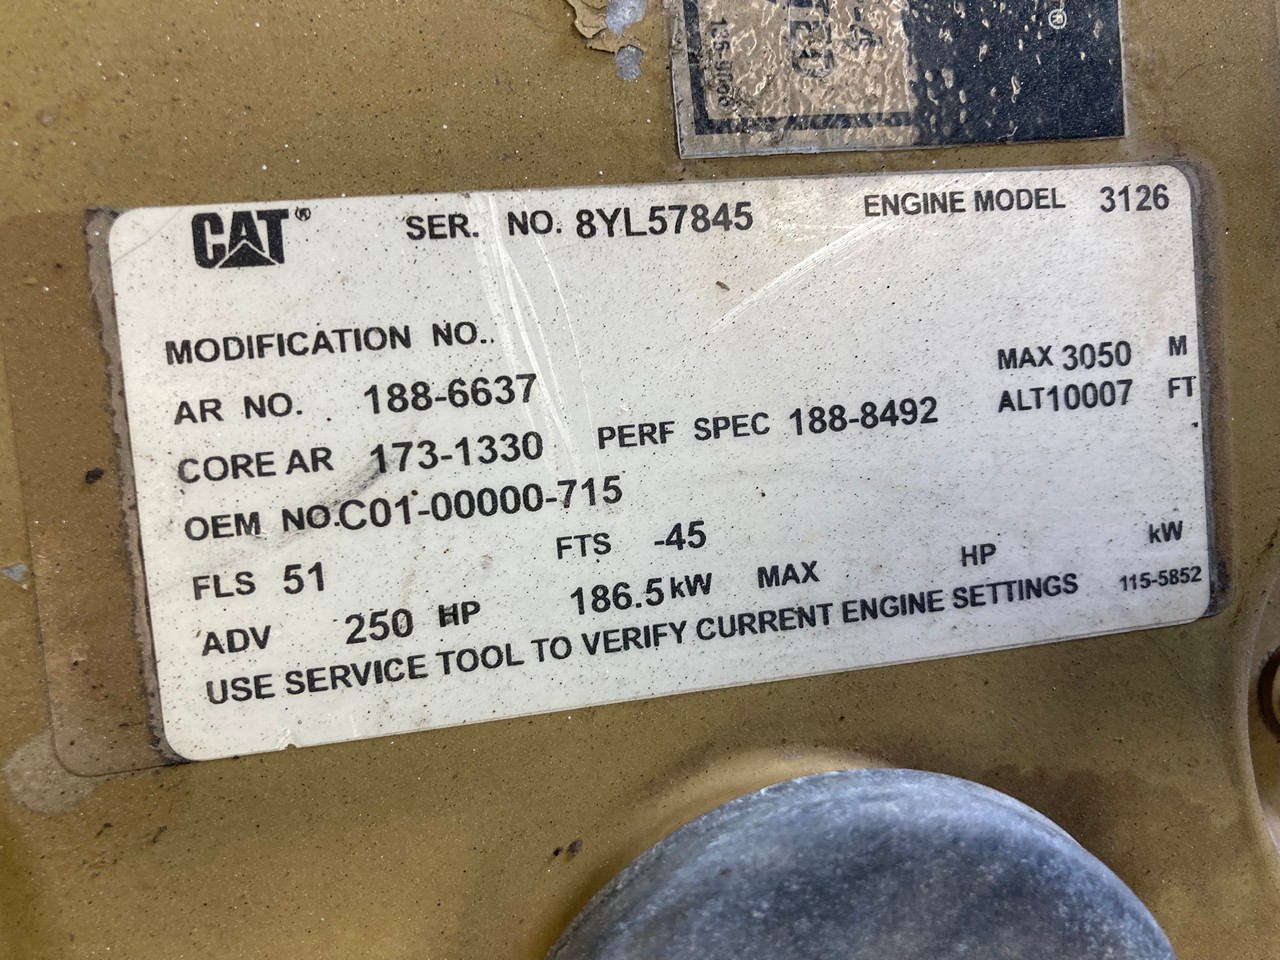 135-9066
CAT® SER. NO. 8YL57845 ENGINE MODEL 3126
MODIFICATION NO..
AR NO. 188-6637 MAX 3050 M
CORE AR 173-1330 PERF SPEC 188-8492 ALT10007 FT
OEM NO.C01-00000-715
FLS 51 FTS -45
ADV 250 HP 186.5 kW MAX HP kW
USE SERVICE TOOL TO VERIFY CURRENT ENGINE SETTINGS 115-5852